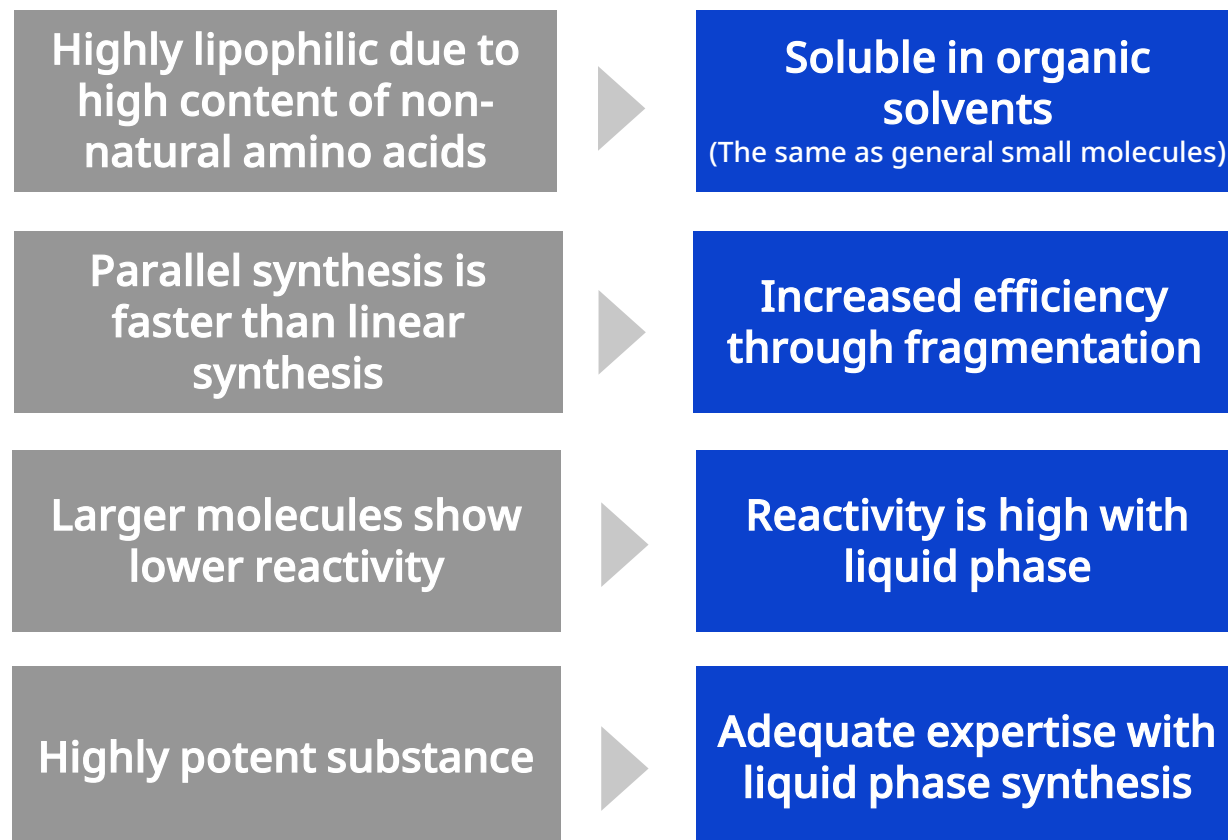 Highly lipophilic due to
high content of non-
natural amino acids
Soluble in organic
solvents
(The same as general small molecules)
Parallel synthesis is
faster than linear
synthesis
Increased efficiency
through fragmentation
Larger molecules show
lower reactivity
Reactivity is high with
liquid phase
Highly potent substance
Adequate expertise with
liquid phase synthesis